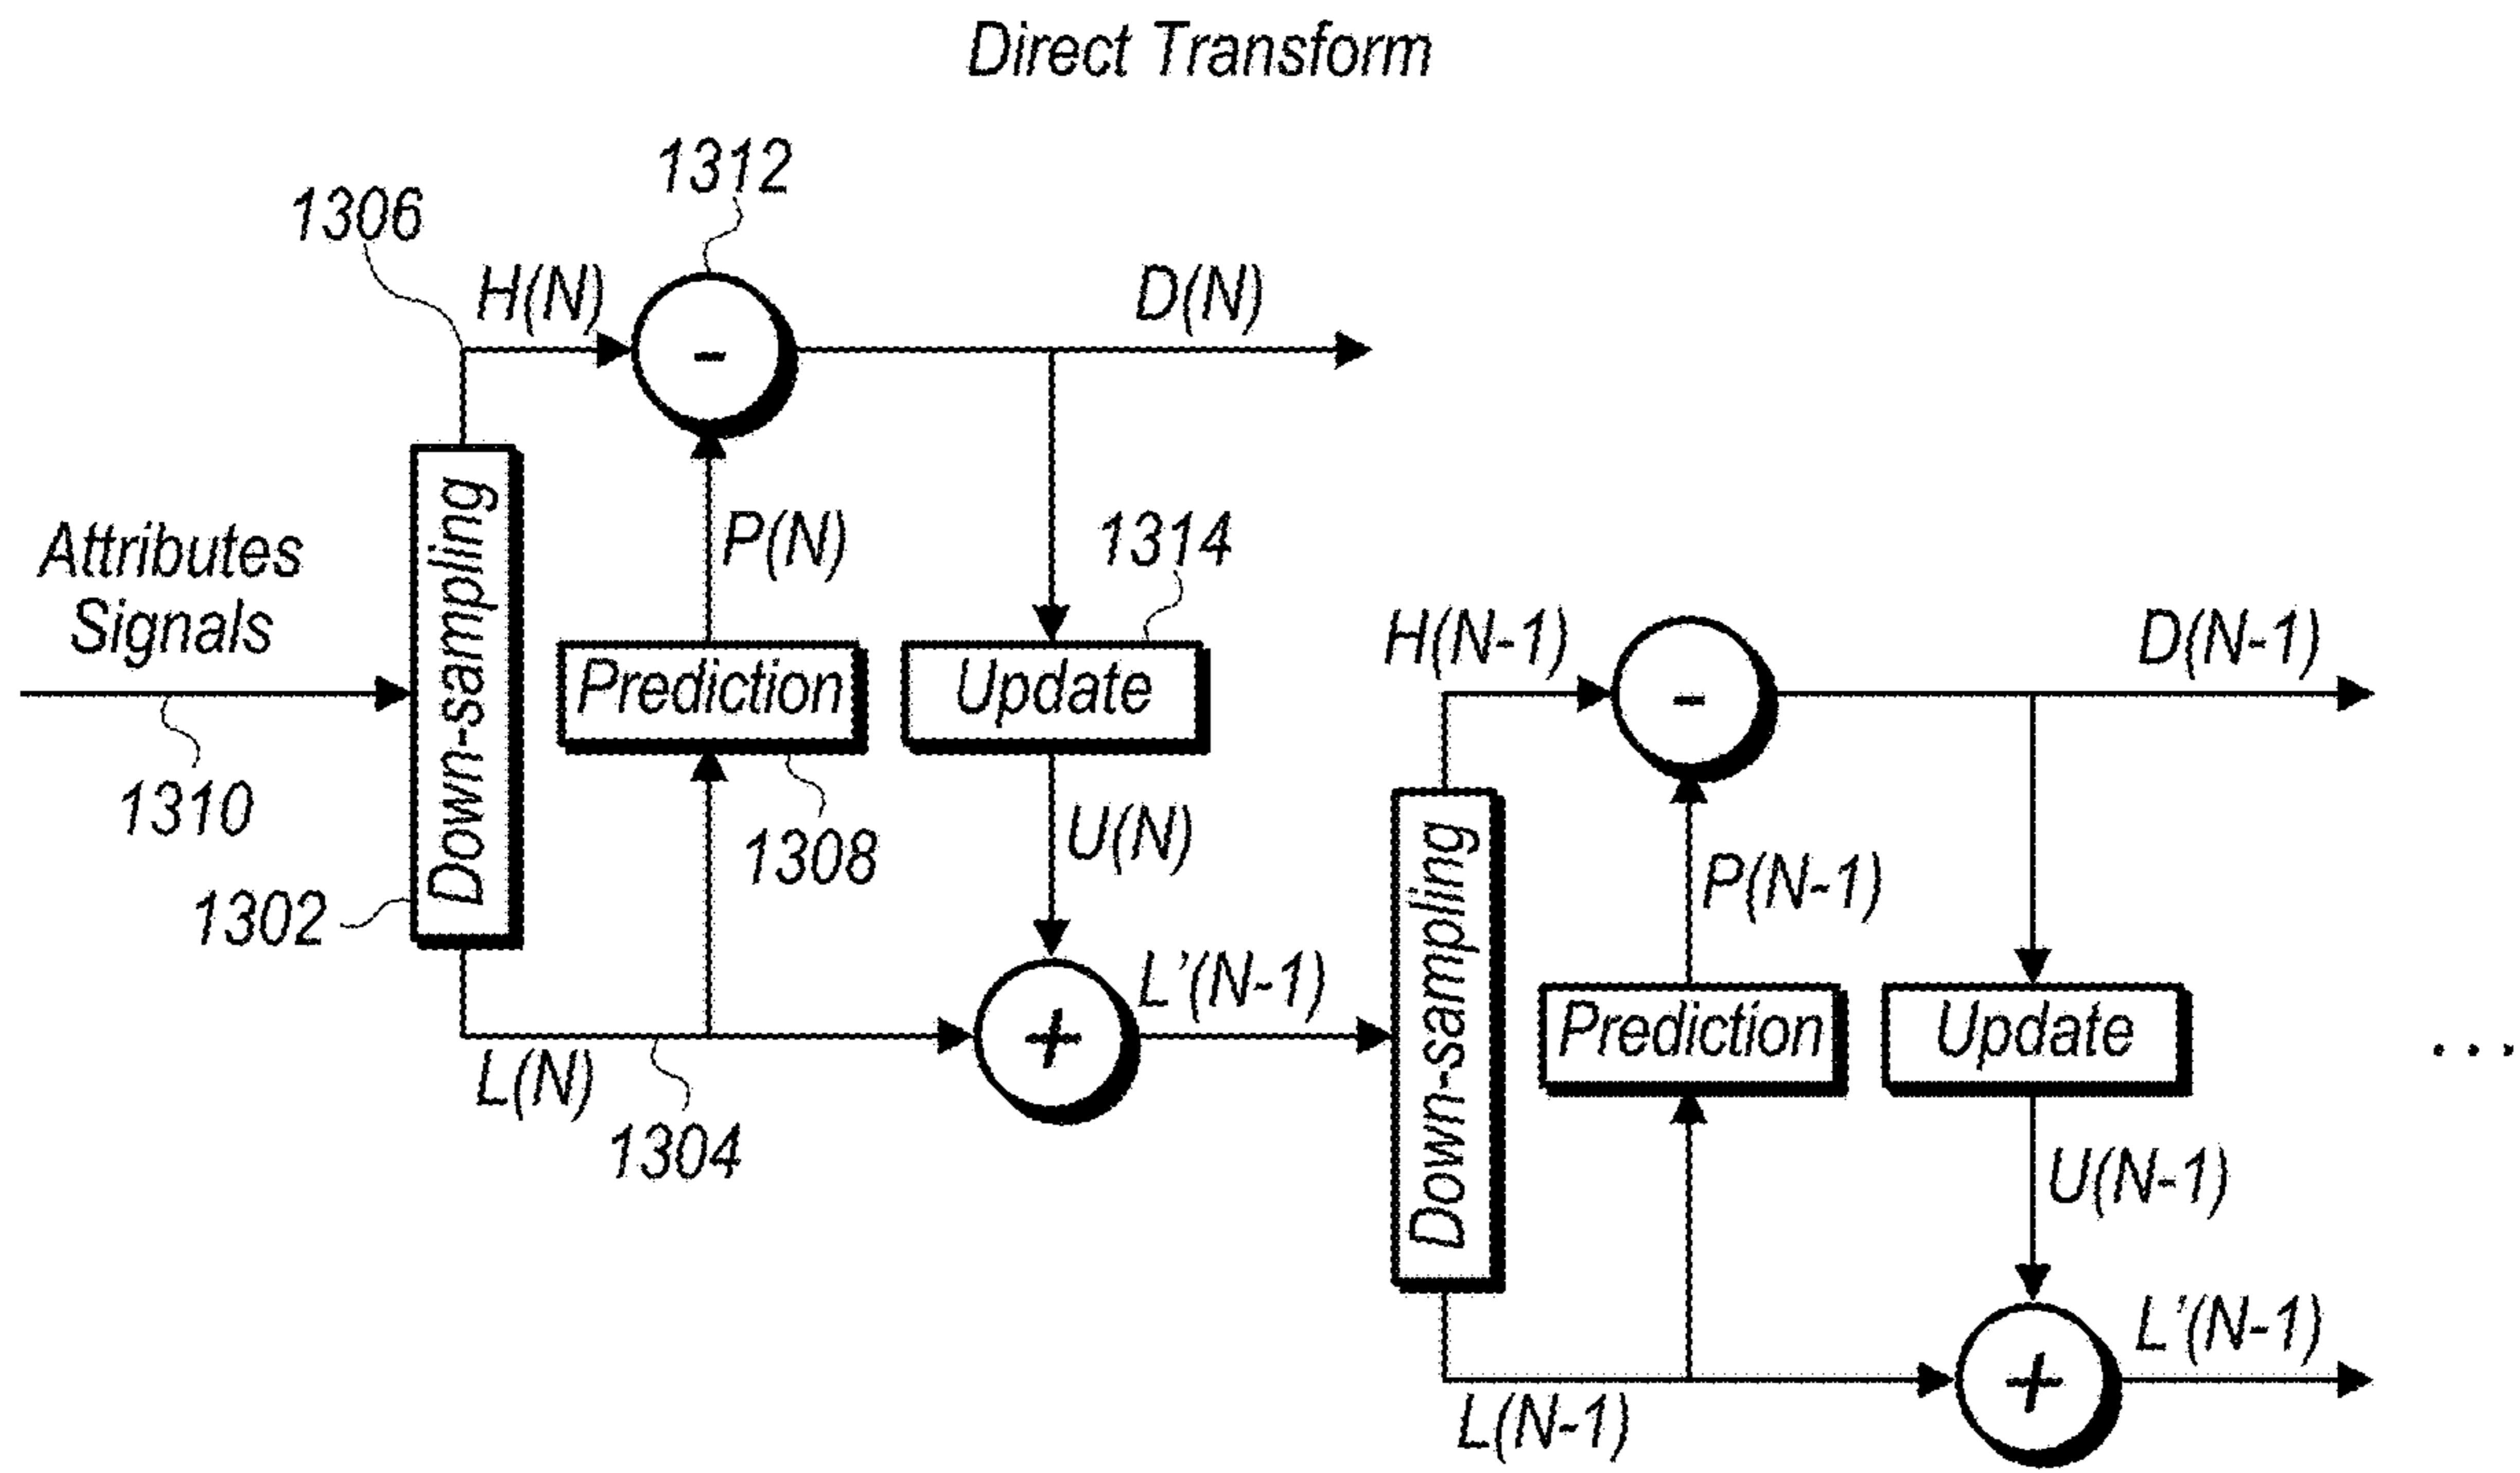 Direct Transform
1312
1306
H(N)
-
D(N)
Down-sampling
Attributes
Signals
P(N)
1314
Prediction
Update
1310
1308
U(N)
1302
L'(N-1)
+
L(N)
1304
H(N-1)
-
D(N-1)
Down-sampling
P(N-1)
Prediction
Update
...
U(N-1)
L'(N-1)
+
L(N-1)